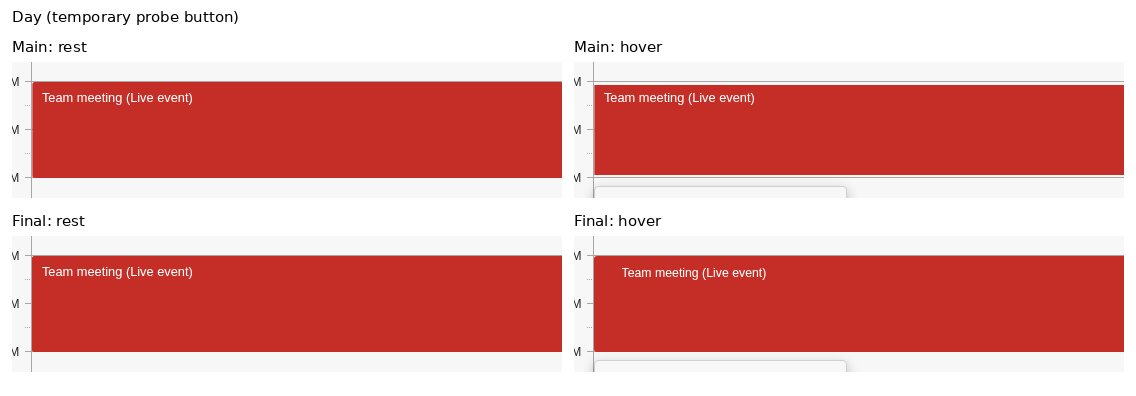 Day (temporary probe button)
Main: rest
Main: hover
M
Team meeting (Live event)
M
M
M
Team meeting (Live event)
M
M
Final: rest
Final: hover
M
Team meeting (Live event)
M
M
M
Team meeting (Live event)
M
M